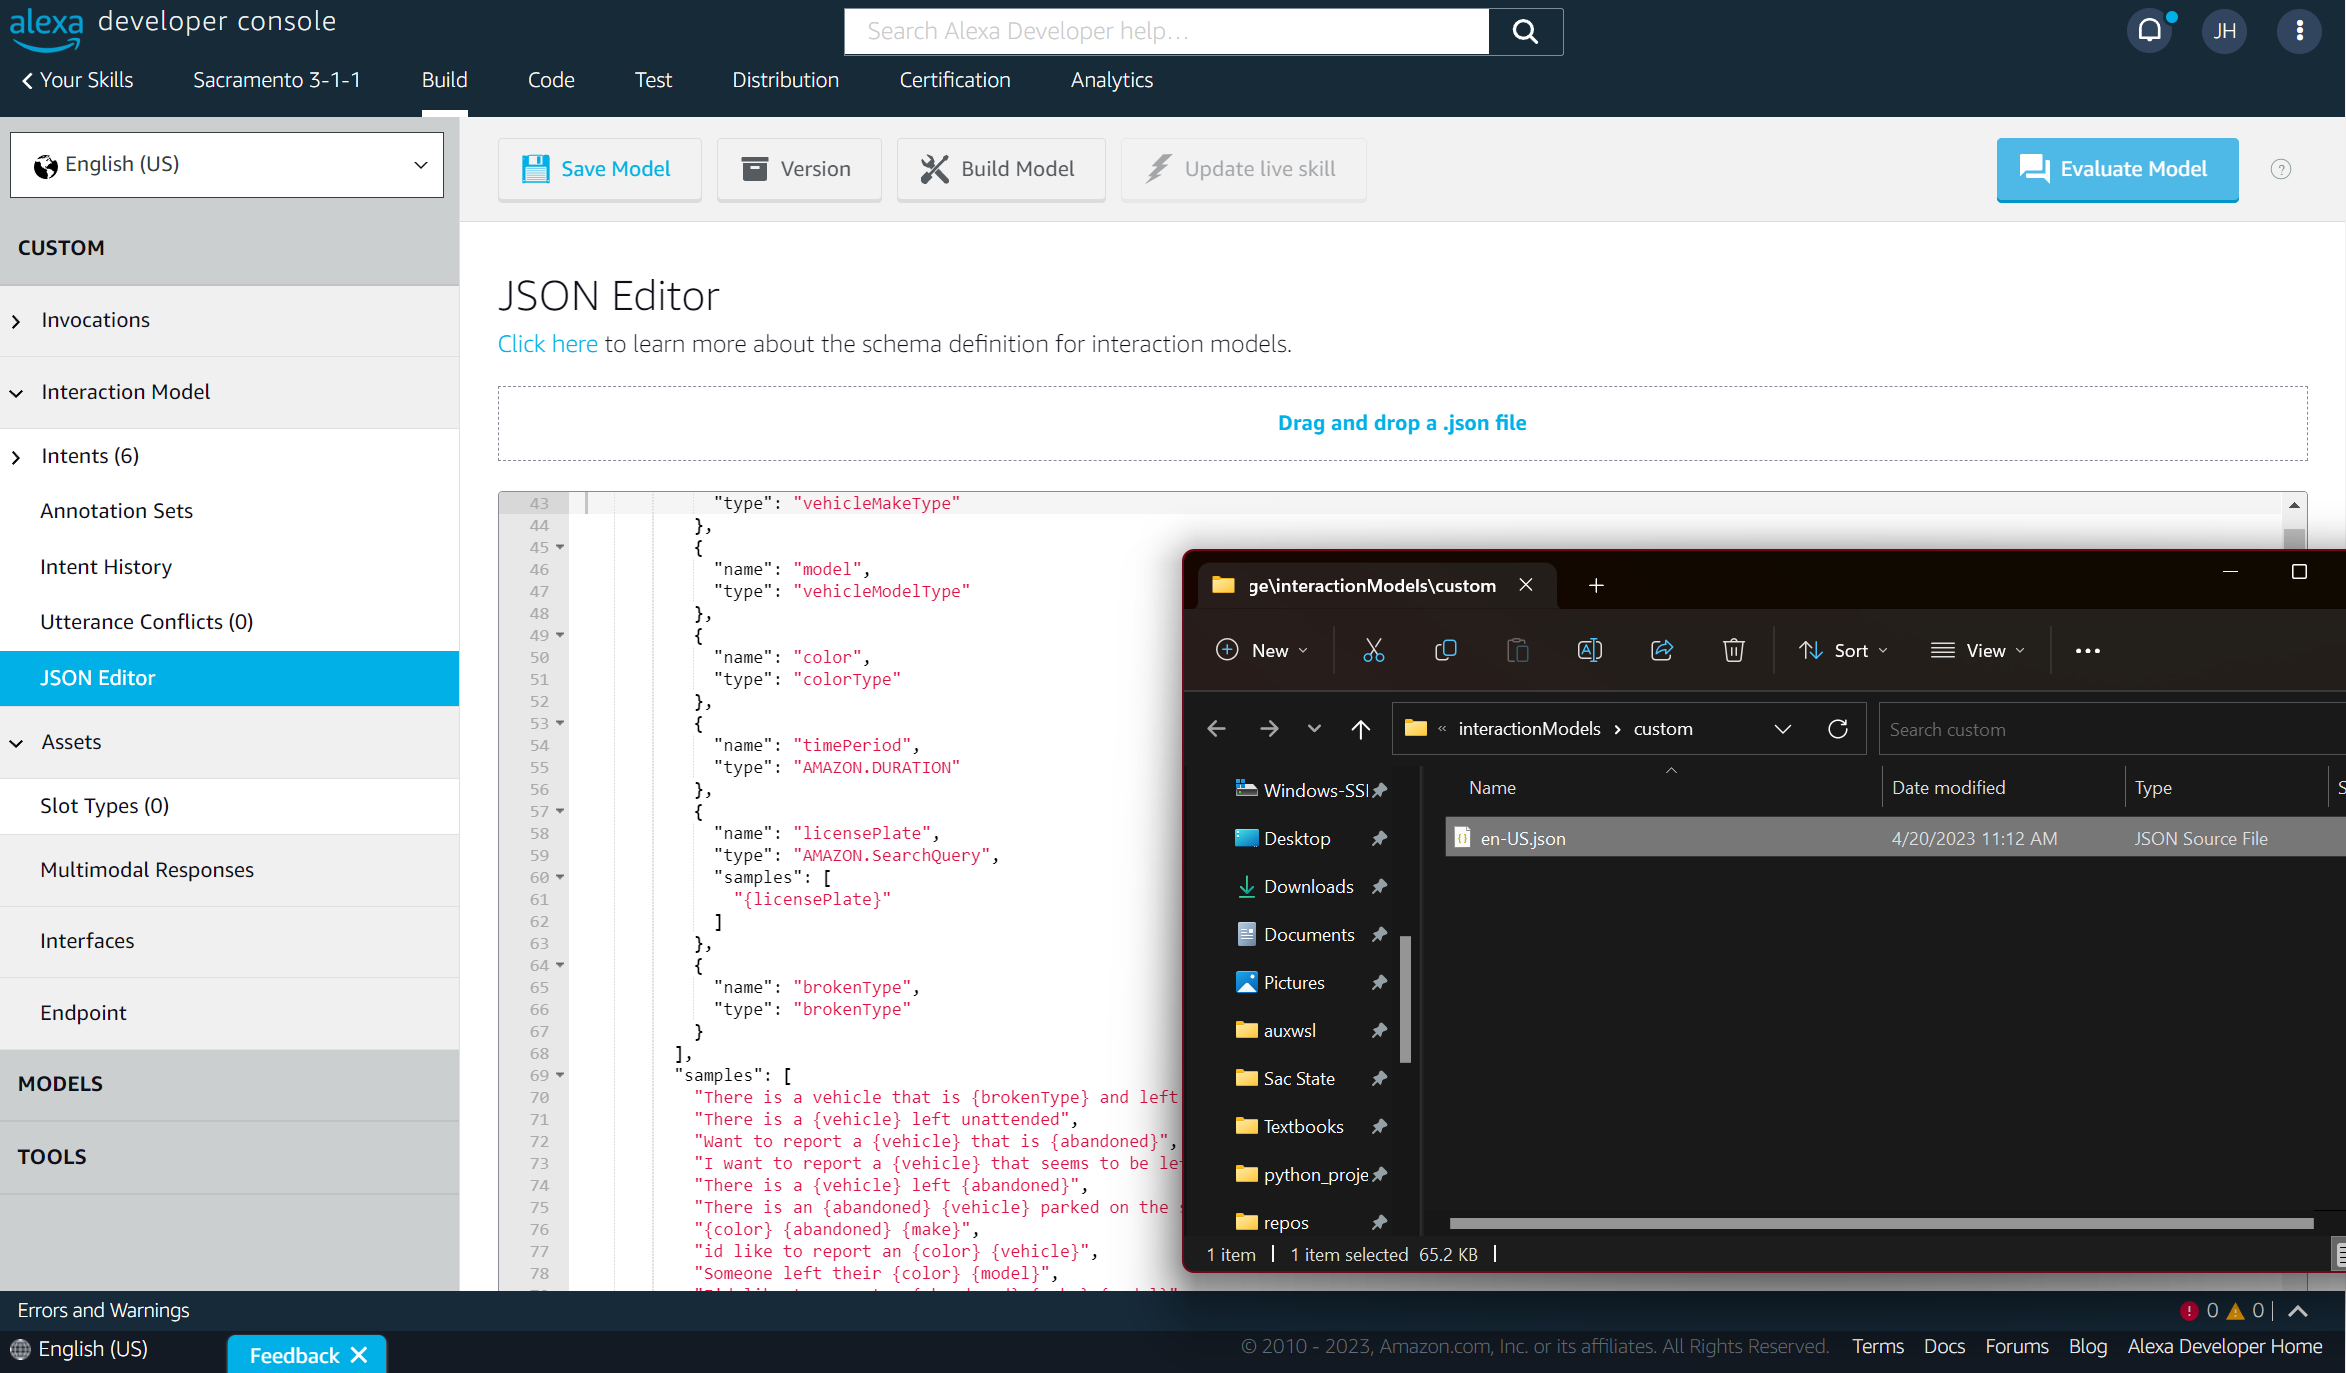 alexa developer console
Search Alexa Developer help...
JH
Your Skills
Sacramento 3-1-1
Build
Code
Test
Distribution
Certification
Analytics
English (US)
Save Model
Version
Build Model
Update live skill
Evaluate Model
?
CUSTOM
Invocations
Interaction Model
Intents (6)
Annotation Sets
Intent History
Utterance Conflicts (0)
JSON Editor
Assets
Slot Types (0)
Multimodal Responses
Interfaces
Endpoint
MODELS
TOOLS
JSON Editor
Click here to learn more about the schema definition for interaction models.
Drag and drop a .json file
43 "type": "vehicleMakeType"
44 },
45 {
46 "name": "model",
47 "type": "vehicleModelType"
48 },
49 {
50 "name": "color",
51 "type": "colorType"
52 },
53 {
54 "name": "timePeriod",
55 "type": "AMAZON.DURATION"
56 },
57 {
58 "name": "licensePlate",
59 "type": "AMAZON.SearchQuery",
60 "samples": [
61 "{licensePlate}"
62 ]
63 },
64 {
65 "name": "brokenType",
66 "type": "brokenType"
67 }
68 ],
69 "samples": [
70 "There is a vehicle that is {brokenType} and left
71 "There is a {vehicle} left unattended",
72 "Want to report a {vehicle} that is {abandoned}",
73 "I want to report a {vehicle} that seems to be le
74 "There is a {vehicle} left {abandoned}",
75 "There is an {abandoned} {vehicle} parked on the
76 "{color} {abandoned} {make}",
77 "id like to report an {color} {vehicle}",
78 "Someone left their {color} {model}",
ge\interactionModels\custom
New
Sort
View
« interactionModels › custom
Search custom
Windows-SSI
Desktop
Downloads
Documents
Pictures
auxwsl
Sac State
Textbooks
python_proje
repos
Name
Date modified
Type
S
en-US.json
4/20/2023 11:12 AM
JSON Source File
1 item
1 item selected 65.2 KB
Errors and Warnings
0
0
English (US)
Feedback
© 2010 - 2023, Amazon.com, Inc. or its affiliates. All Rights Reserved.
Terms
Docs
Forums
Blog
Alexa Developer Home